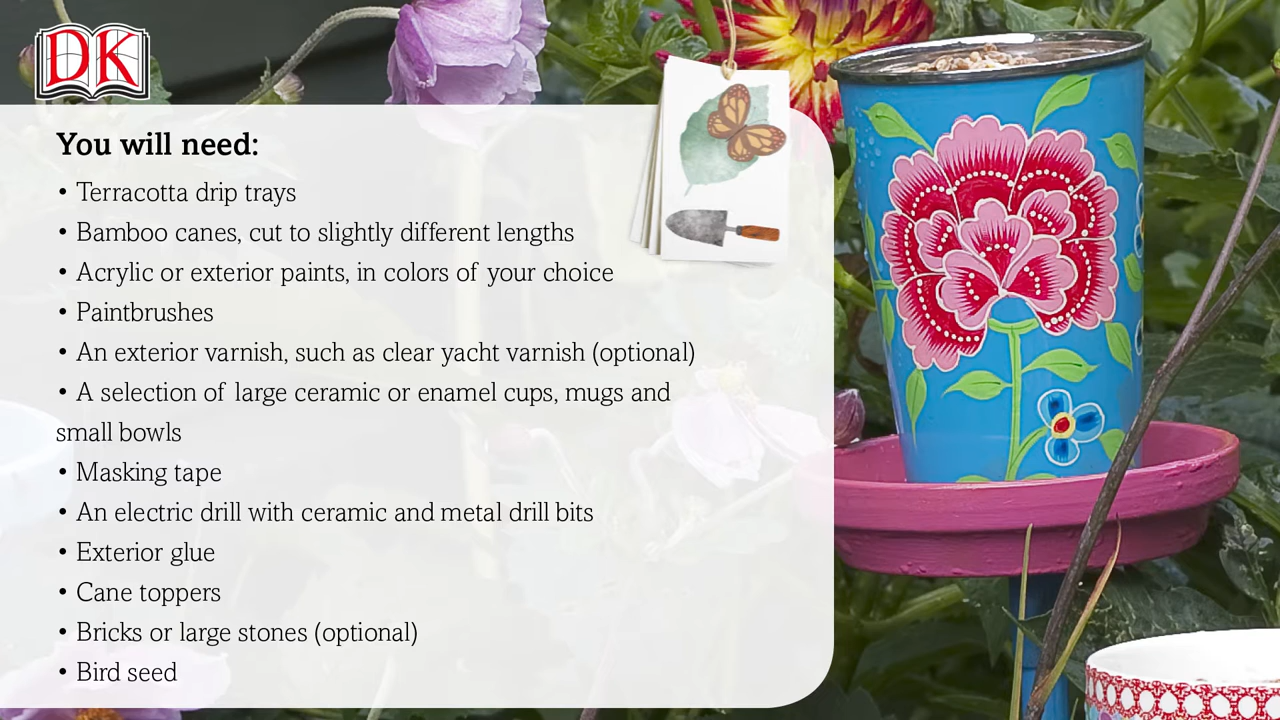 DK
You will need:
• Terracotta drip trays
• Bamboo canes, cut to slightly different lengths
• Acrylic or exterior paints, in colors of your choice
• Paintbrushes
• An exterior varnish, such as clear yacht varnish (optional)
• A selection of large ceramic or enamel cups, mugs and
small bowls
• Masking tape
• An electric drill with ceramic and metal drill bits
• Exterior glue
• Cane toppers
• Bricks or large stones (optional)
• Bird seed